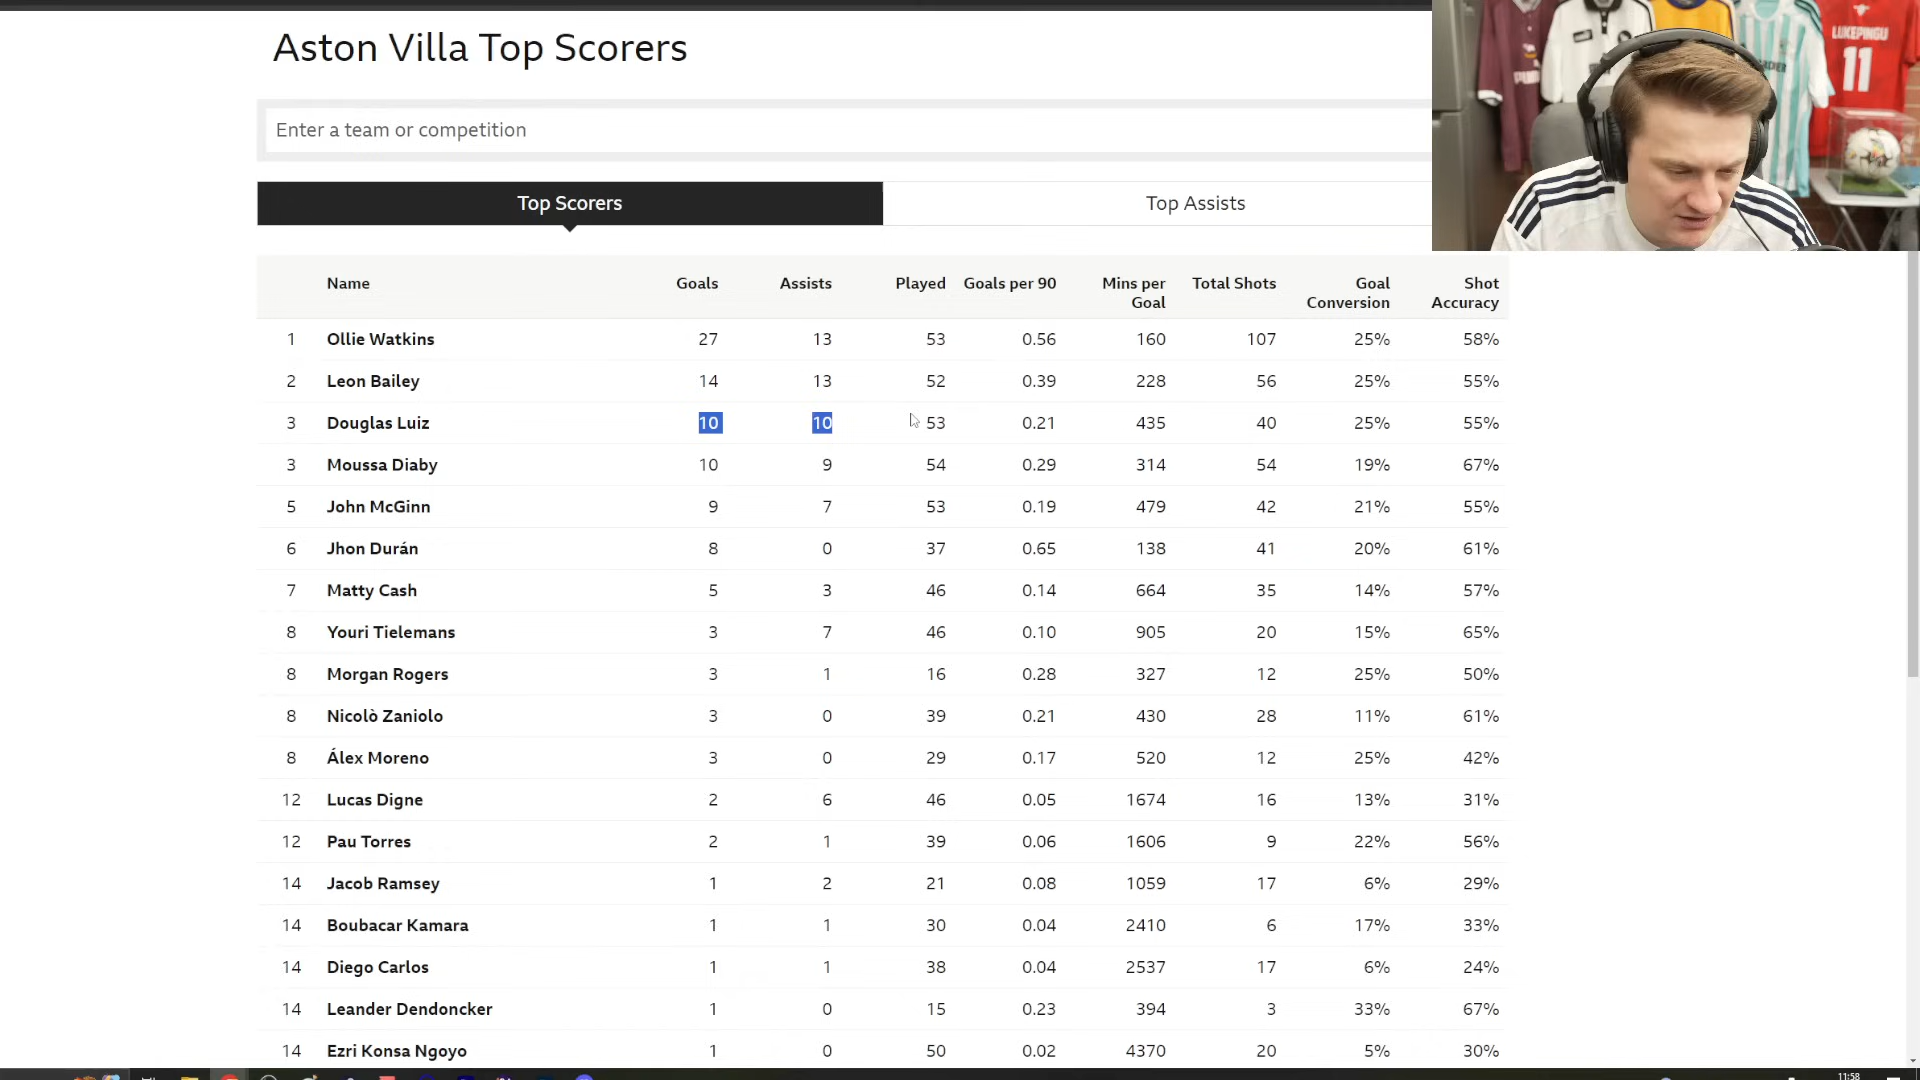 Aston Villa Top Scorers
LUKEPINGU
11
Enter a team or competition
Top Scorers Top Assists
Name Goals Assists Played Goals per 90 Mins per Goal Total Shots Goal Conversion Shot Accuracy
1 Ollie Watkins 27 13 53 0.56 160 107 25% 58%
2 Leon Bailey 14 13 52 0.39 228 56 25% 55%
3 Douglas Luiz 10 10 53 0.21 435 40 25% 55%
3 Moussa Diaby 10 9 54 0.29 314 54 19% 67%
5 John McGinn 9 7 53 0.19 479 42 21% 55%
6 Jhon Durán 8 0 37 0.65 138 41 20% 61%
7 Matty Cash 5 3 46 0.14 664 35 14% 57%
8 Youri Tielemans 3 7 46 0.10 905 20 15% 65%
8 Morgan Rogers 3 1 16 0.28 327 12 25% 50%
8 Nicolò Zaniolo 3 0 39 0.21 430 28 11% 61%
8 Álex Moreno 3 0 29 0.17 520 12 25% 42%
12 Lucas Digne 2 6 46 0.05 1674 16 13% 31%
12 Pau Torres 2 1 39 0.06 1606 9 22% 56%
14 Jacob Ramsey 1 2 21 0.08 1059 17 6% 29%
14 Boubacar Kamara 1 1 30 0.04 2410 6 17% 33%
14 Diego Carlos 1 1 38 0.04 2537 17 6% 24%
14 Leander Dendoncker 1 0 15 0.23 394 3 33% 67%
14 Ezri Konsa Ngoyo 1 0 50 0.02 4370 20 5% 30%
11:58